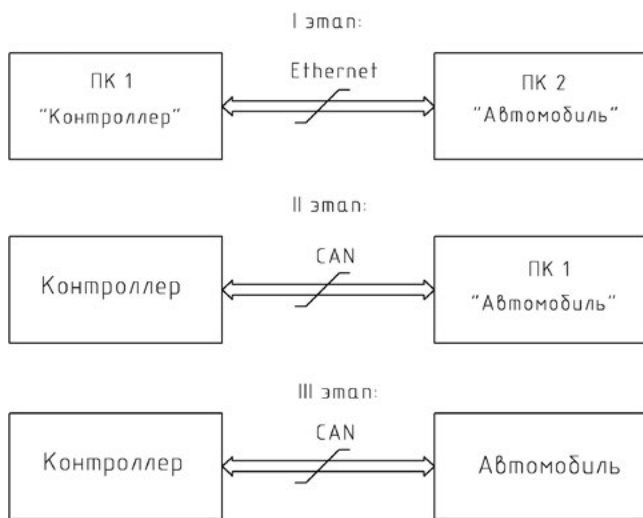 I этап:
Ethernet
ПК 1
"Контроллер"
ПК 2
"Автомобиль"
II этап:
CAN
Контроллер
ПК 1
"Автомобиль"
III этап:
CAN
Контроллер
Автомобиль